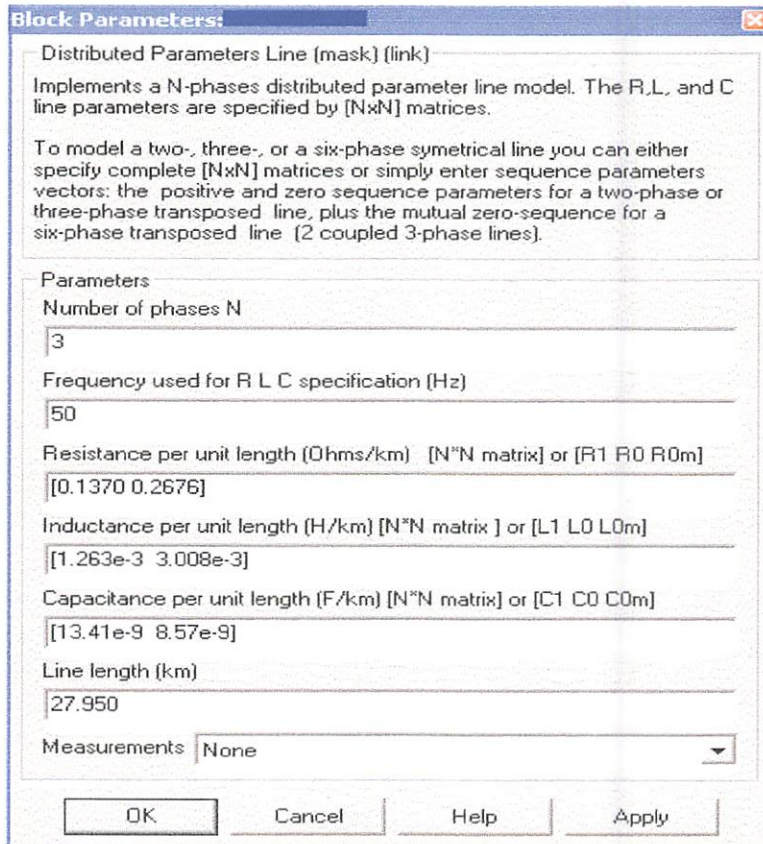 Block Parameters:
Distributed Parameters Line (mask) (link)
Implements a N-phases distributed parameter line model. The R,L, and C
line parameters are specified by [NxN] matrices.
To model a two-, three-, or a six-phase symetrical line you can either
specify complete [NxN] matrices or simply enter sequence parameters
vectors: the positive and zero sequence parameters for a two-phase or
three-phase transposed line, plus the mutual zero-sequence for a
six-phase transposed line (2 coupled 3-phase lines).
Parameters
Number of phases N
3
Frequency used for R L C specification (Hz)
50
Resistance per unit length (Ohms/km) [N*N matrix] or [R1 R0 R0m]
[0.1370 0.2676]
Inductance per unit length (H/km) [N*N matrix ] or [L1 L0 L0m]
[1.263e-3 3.008e-3]
Capacitance per unit length (F/km) [N*N matrix] or [C1 C0 C0m]
[13.41e-9 8.57e-9]
Line length (km)
27.950
Measurements None
OK Cancel Help Apply